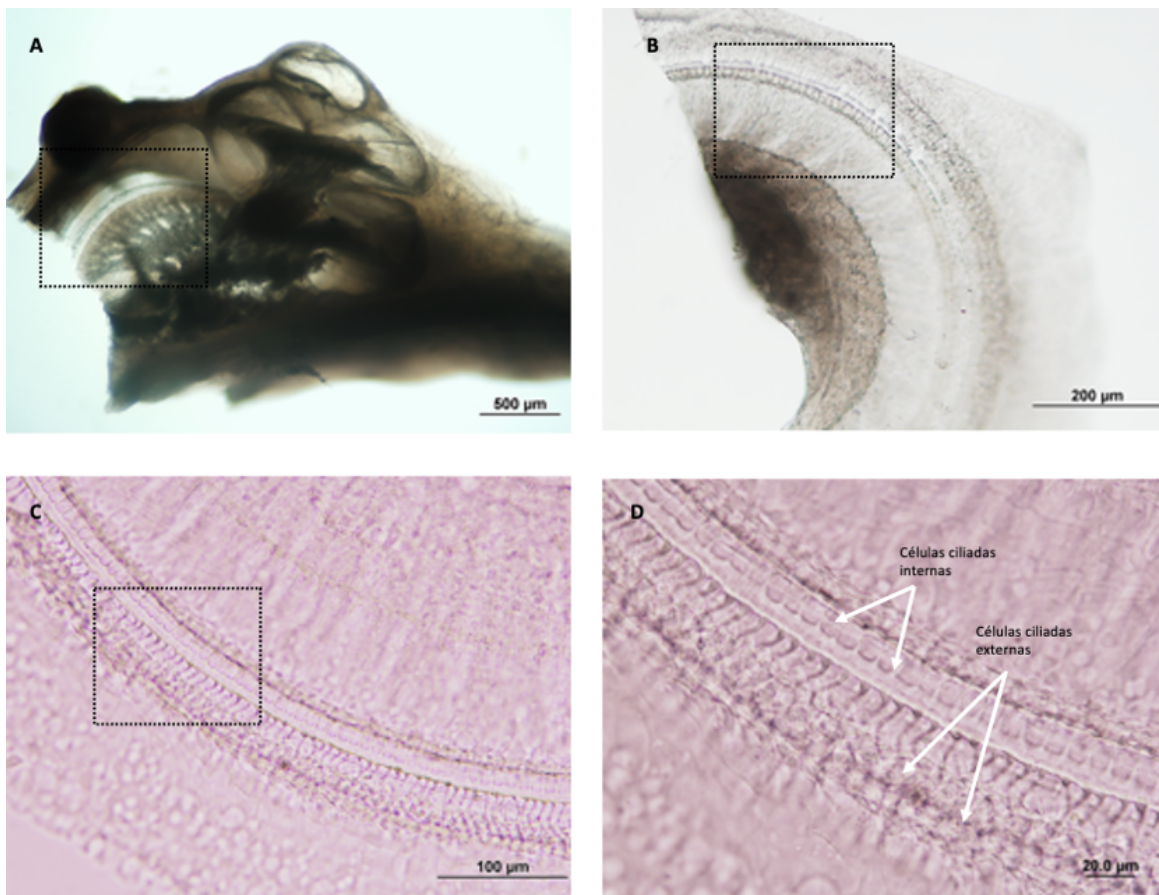 A
500 µm
B
200 µm
C
100 µm
D
Células ciliadas
internas
Células ciliadas
externas
20.0 µm